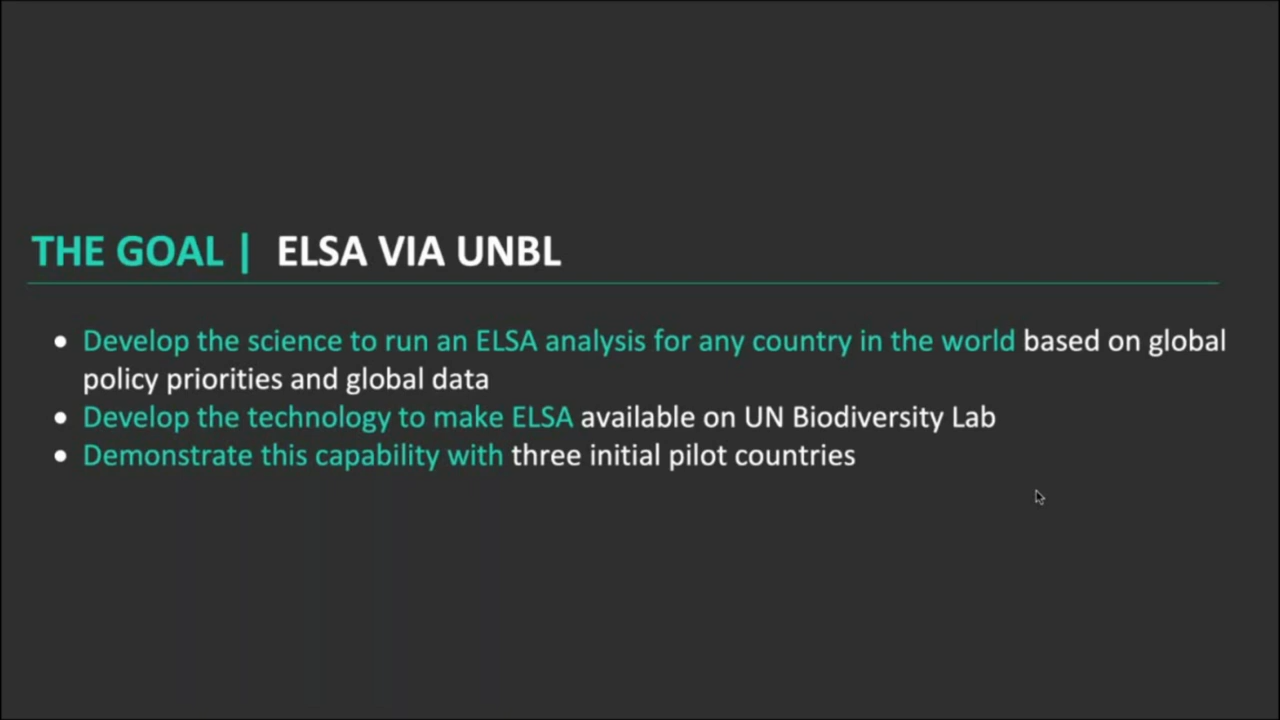 THE GOAL | ELSA VIA UNBL
• Develop the science to run an ELSA analysis for any country in the world based on global
policy priorities and global data
• Develop the technology to make ELSA available on UN Biodiversity Lab
• Demonstrate this capability with three initial pilot countries